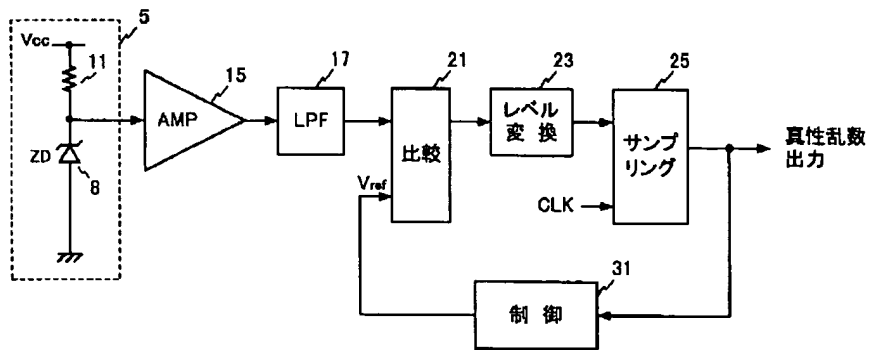 5
Vcc
11
15
17
21
23
25
AMP
LPF
比較
レベル
変換
サンプ
リング
真性乱数
出力
ZD
8
Vref
CLK
31
制御